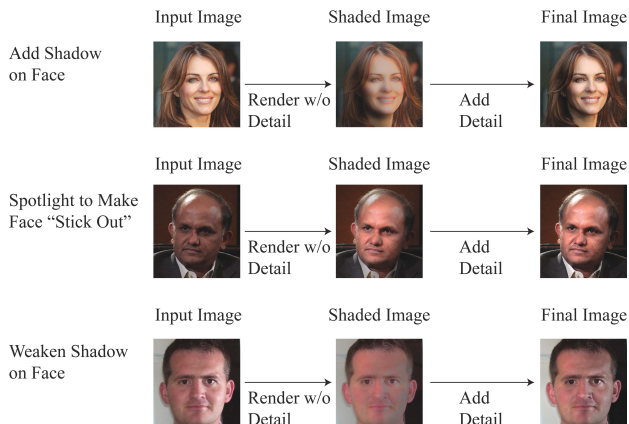 Input Image Shaded Image Final Image
Add Shadow
on Face
Render w/o
Detail
Add
Detail
Input Image Shaded Image Final Image
Spotlight to Make
Face “Stick Out”
Render w/o
Detail
Add
Detail
Input Image Shaded Image Final Image
Weaken Shadow
on Face
Render w/o
Detail
Add
Detail